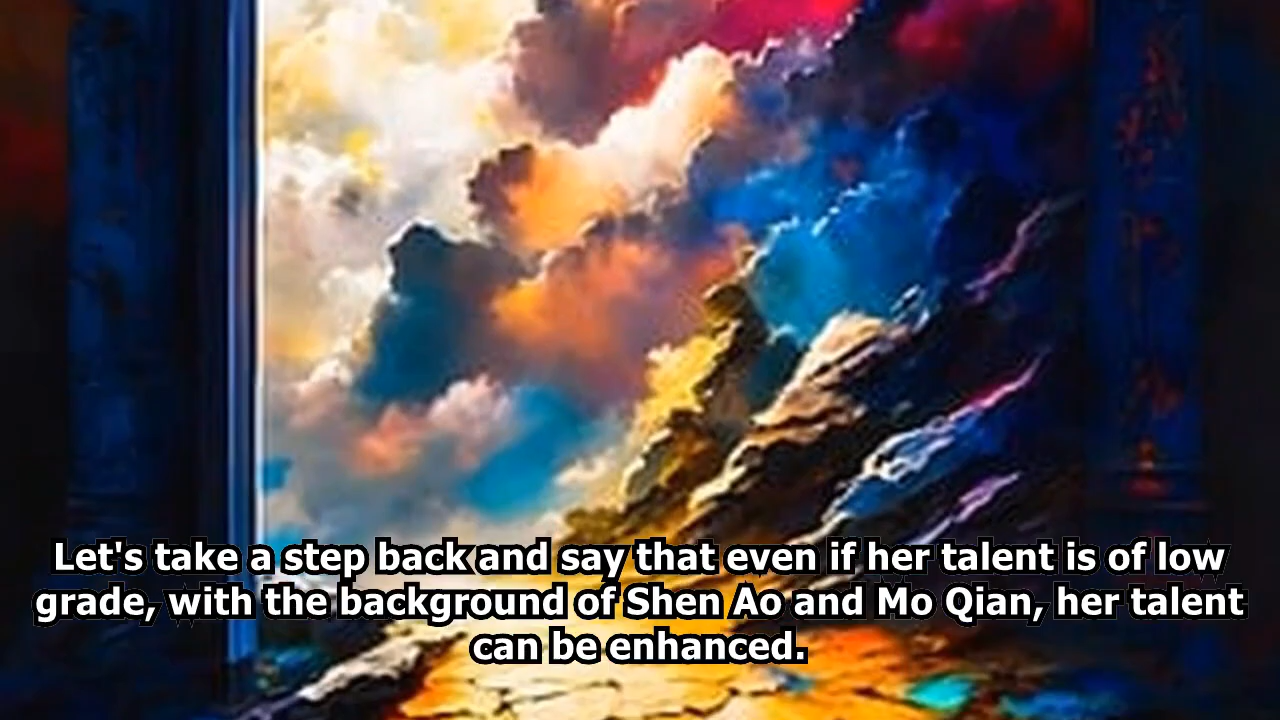 Let's take a step back and say that even if her talent is of low
grade, with the background of Shen Ao and Mo Qian, her talent
can be enhanced.